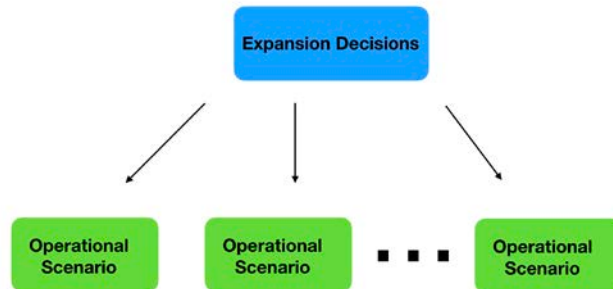 Expansion Decisions
Operational
Scenario
Operational
Scenario
Operational
Scenario